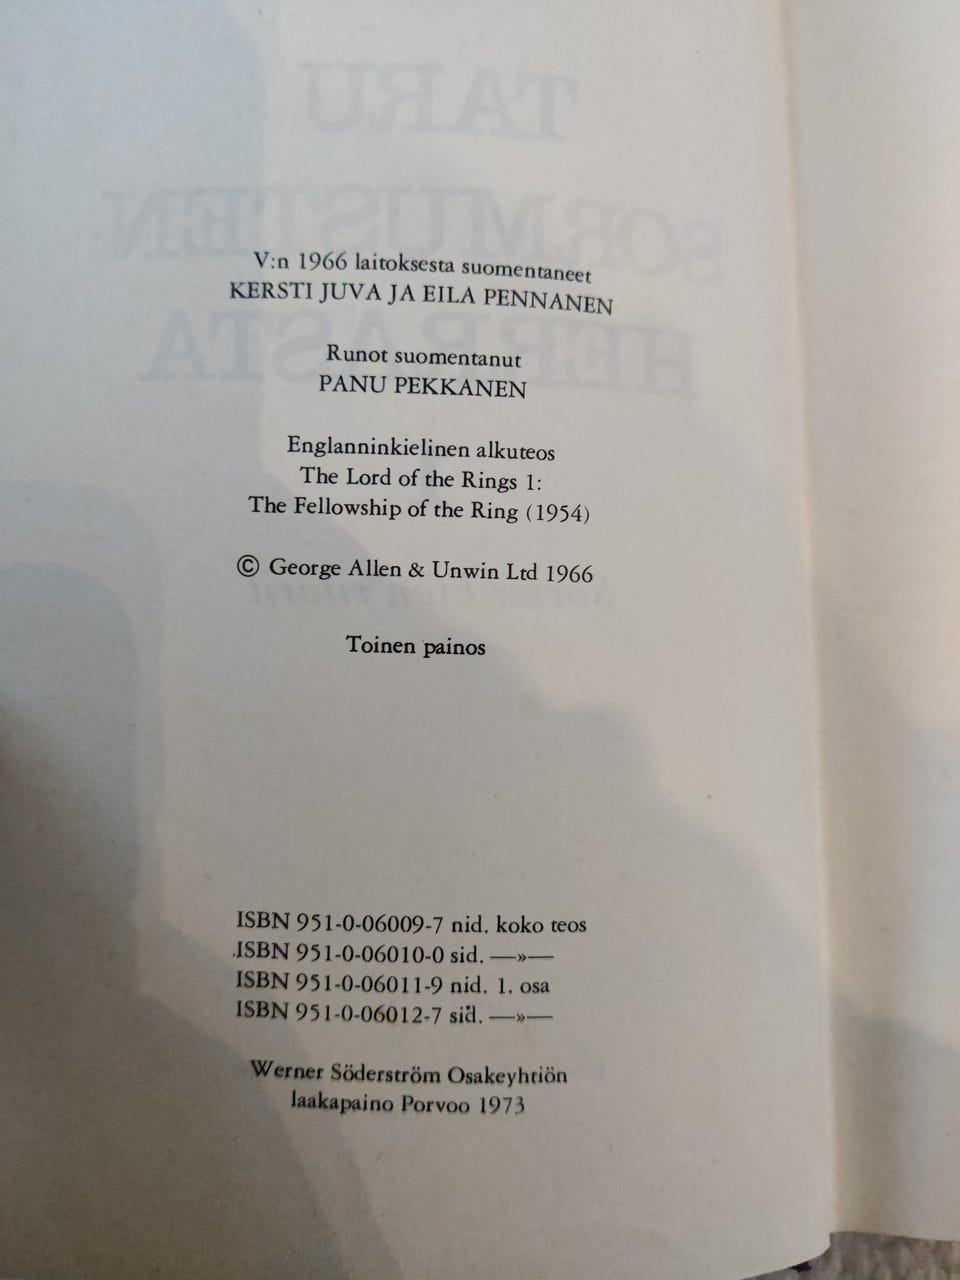 TARU
SORMUSTEN
HERRASTA
V:n 1966 laitoksesta suomentaneet
KERSTI JUVA JA EILA PENNANEN
Runot suomentanut
PANU PEKKANEN
Englanninkielinen alkuteos
The Lord of the Rings 1:
The Fellowship of the Ring (1954)
© George Allen & Unwin Ltd 1966
Toinen painos
ISBN 951-0-06009-7 nid. koko teos
ISBN 951-0-06010-0 sid. —»—
ISBN 951-0-06011-9 nid. 1. osa
ISBN 951-0-06012-7 sid. —»—
Werner Söderström Osakeyhtiön
laakapaino Porvoo 1973